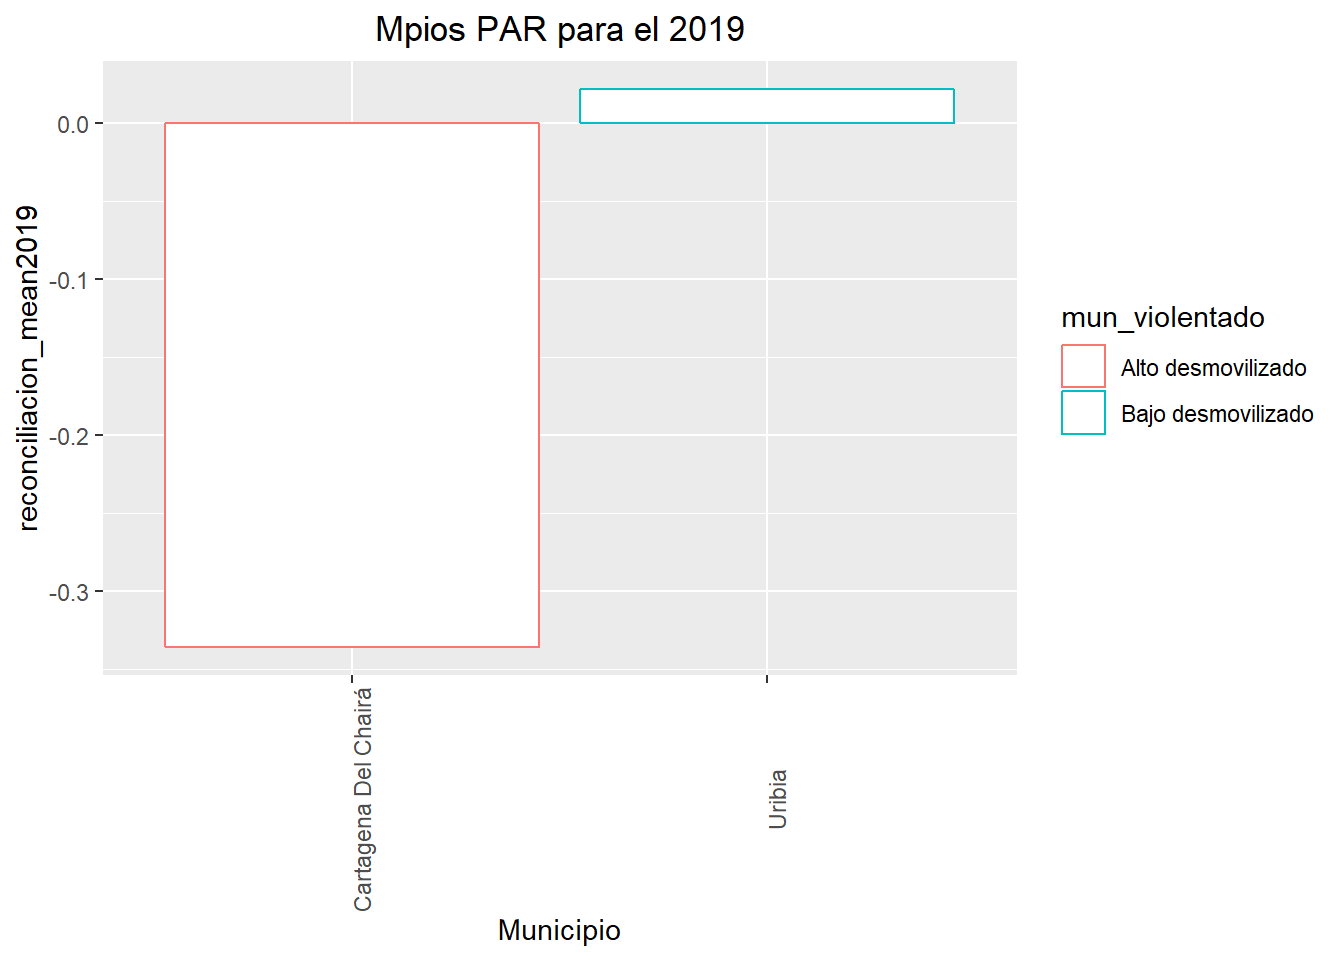 Mpios PAR para el 2019
reconciliacion_mean2019
0.0
-0.1
-0.2
-0.3
Cartagena Del Chairá
Uribia
Municipio
mun_violentado
Alto desmovilizado
Bajo desmovilizado